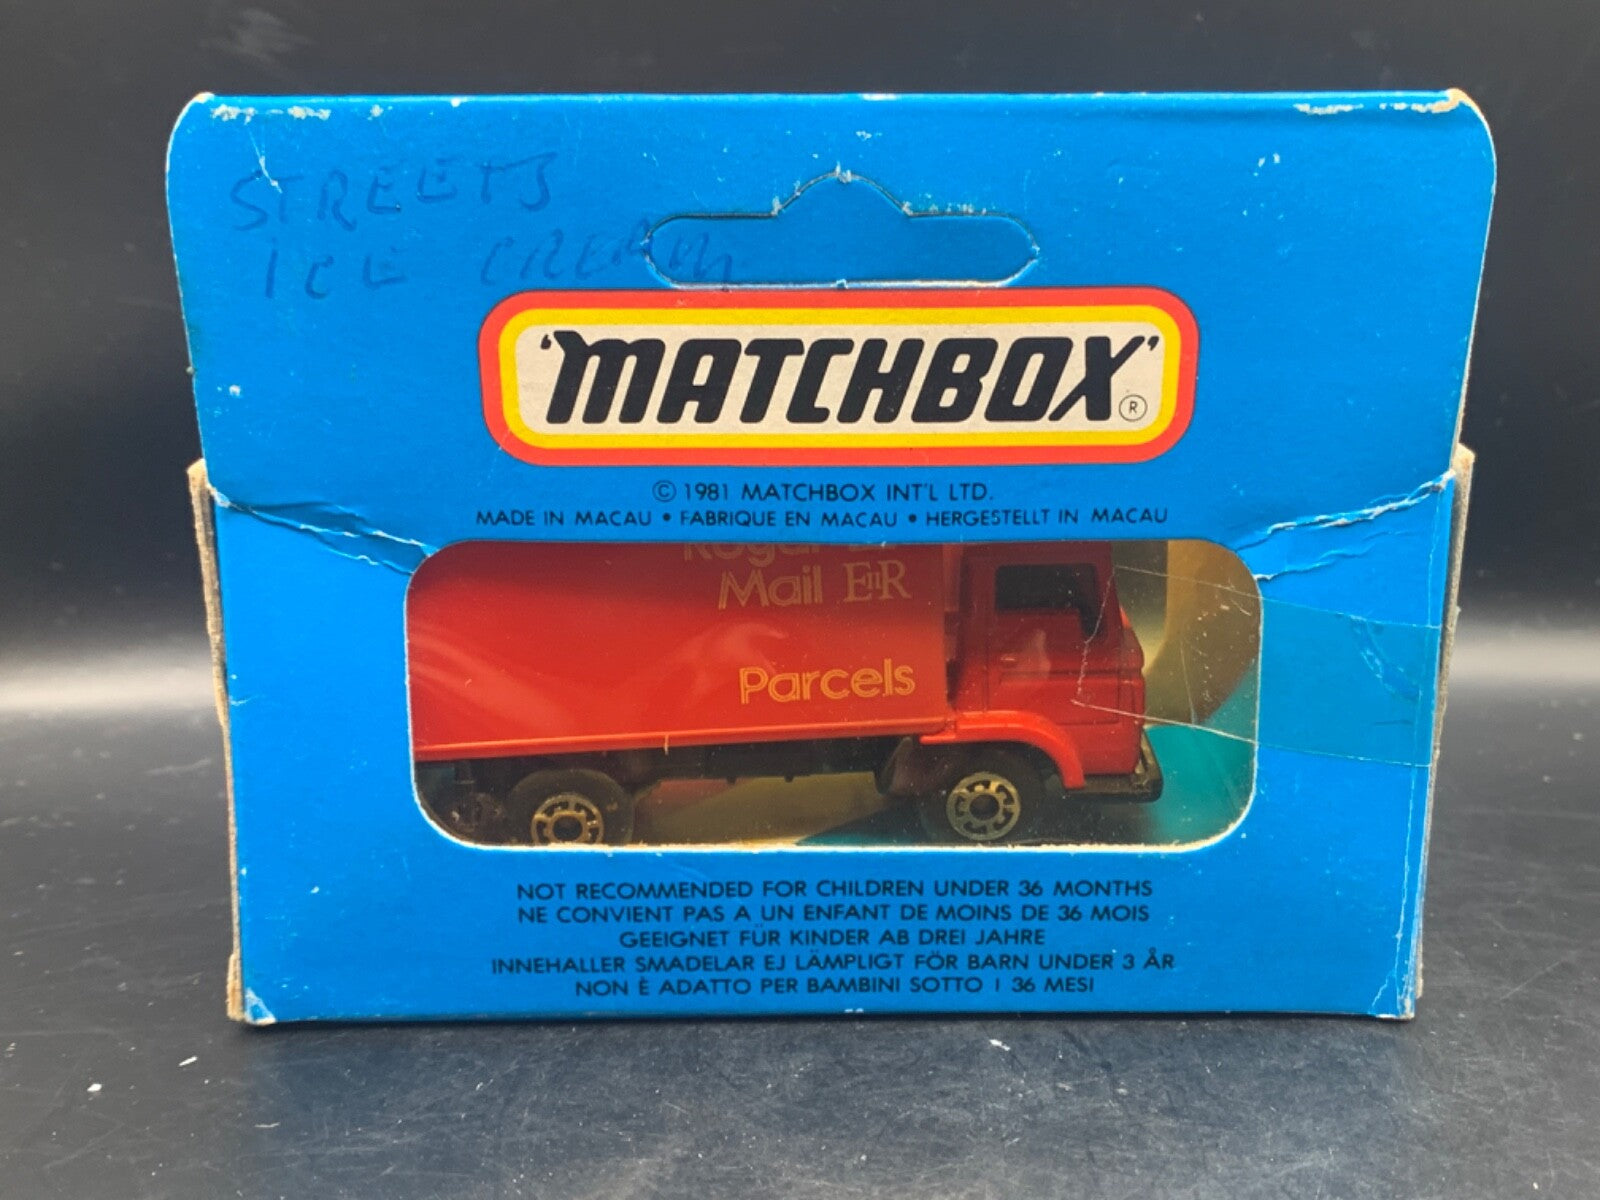 STREETS
ICE CREAM
'MATCHBOX' ®
© 1981 MATCHBOX INT'L LTD.
MADE IN MACAU • FABRIQUE EN MACAU • HERGESTELLT IN MACAU
Royal
Mail EIIR
Parcels
NOT RECOMMENDED FOR CHILDREN UNDER 36 MONTHS
NE CONVIENT PAS A UN ENFANT DE MOINS DE 36 MOIS
GEEIGNET FÜR KINDER AB DREI JAHRE
INNEHALLER SMADELAR EJ LÄMPLIGT FÖR BARN UNDER 3 ÅR
NON È ADATTO PER BAMBINI SOTTO I 36 MESI